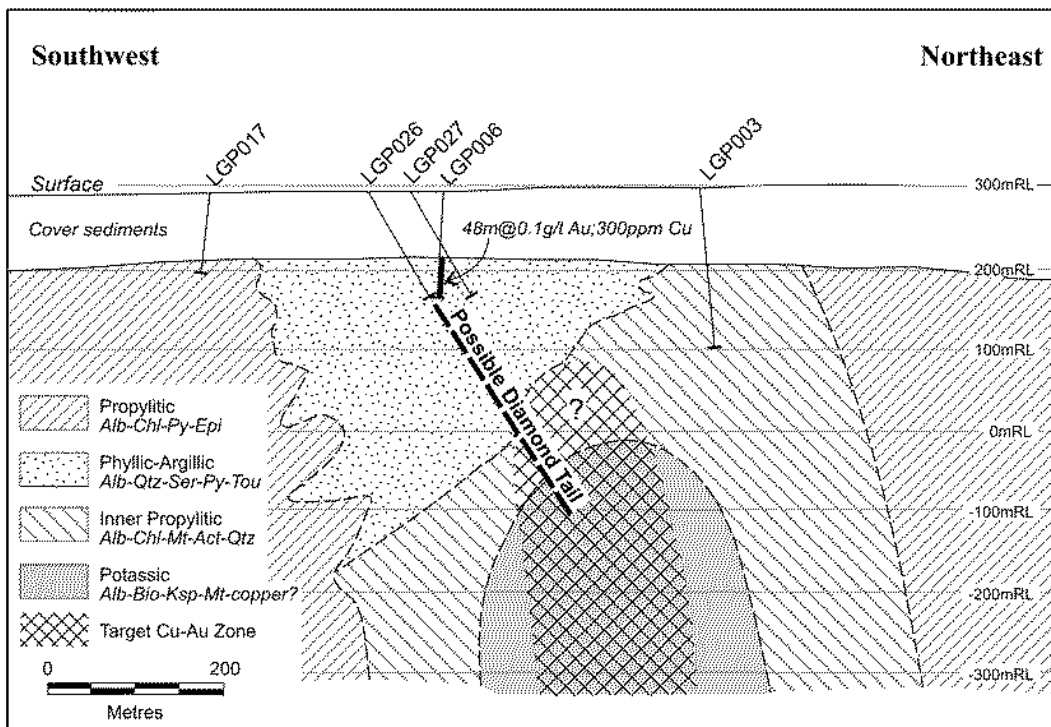 Southwest
Northeast
LGP017
LGP026
LGP027
LGP006
LGP003
Surface
300mRL
Cover sediments
48m@0.1g/t Au;300ppm Cu
200mRL
Possible Diamond Tail
100mRL
?
0mRL
-100mRL
-200mRL
-300mRL
Propylitic
Alb-Chl-Py-Epi
Phyllic-Argillic
Alb-Qtz-Ser-Py-Tou
Inner Propylitic
Alb-Chl-Mt-Act-Qtz
Potassic
Alb-Bio-Ksp-Mt-copper?
Target Cu-Au Zone
0 200
Metres